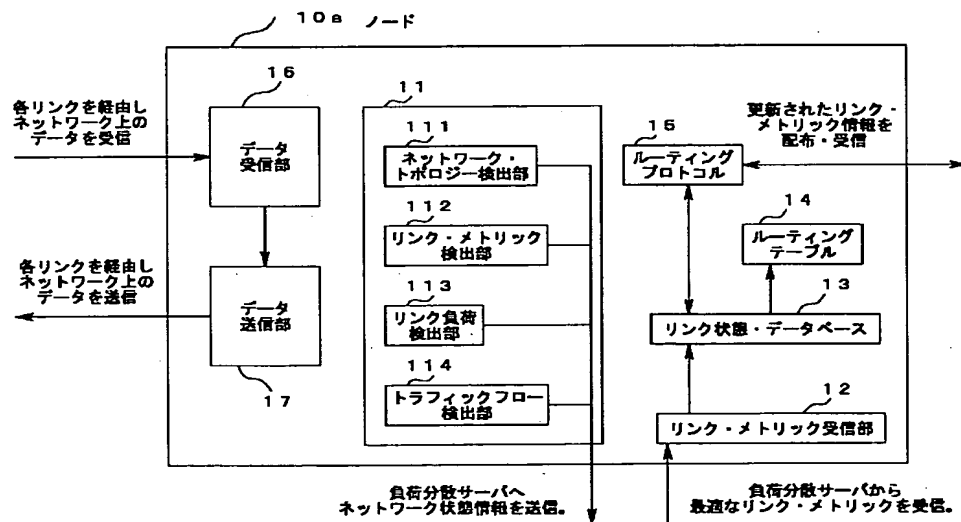 １０ａ ノード
各リンクを経由し
ネットワーク上の
データを受信
１６
データ
受信部
各リンクを経由し
ネットワーク上の
データを送信
データ
送信部
１７
１１
１１１
ネットワーク・
トポロジー検出部
１１２
リンク・メトリック
検出部
１１３
リンク負荷
検出部
１１４
トラフィックフロー
検出部
負荷分散サーバへ
ネットワーク状態情報を送信。
１５
ルーティング
プロトコル
更新されたリンク・
メトリック情報を
配布・受信
１４
ルーティング
テーブル
１３
リンク状態・データベース
１２
リンク・メトリック受信部
負荷分散サーバから
最適なリンク・メトリックを受信。